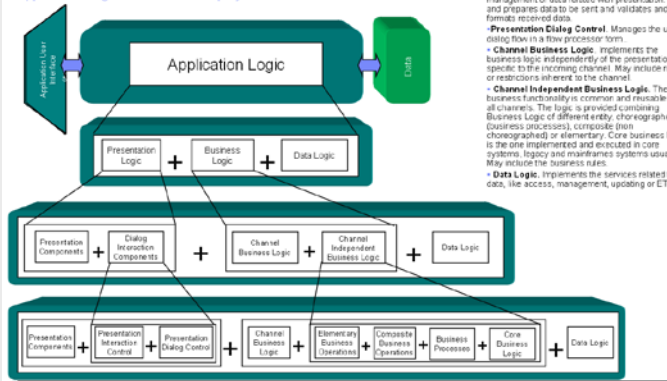 and prepares data to be sent and validates and
formats received data.
•Presentation Dialog Control. Manages the u
dialog flow in a flow processor form.
• Channel Business Logic. Implements the
business logic independently of the presentatio
specific to the incoming channel. May include n
or restrictions inherent to the channel
• Channel Independent Business Logic. The
business functionality is common and reusable
all channels. The logic is provided combining
Business Logic of different entity, choreograph
(business processes), composite (non
choreographed) or elementary. Core business l
is the one implemented and executed in core
systems, legacy and mainframes systems usua
May include the business rules.
• Data Logic. Implements the services related
data, like access, management, updating or ET
Application User
Interface
Application Logic
Data
Presentation
Logic
+
Business
Logic
+
Data Logic
Presentation
Components
+
Dialog
Interaction
Components
+
Channel
Business Logic
+
Channel
Independent
Business Logic
+
Data Logic
Presentation
Components
+
Presentation
Interaction
Control
+
Presentation
Dialog Control
+
Channel
Business
Logic
+
Elementary
Business
Operations
+
Composite
Business
Operations
+
Business
Processes
+
Core
Business
Logic
+
Data Logic